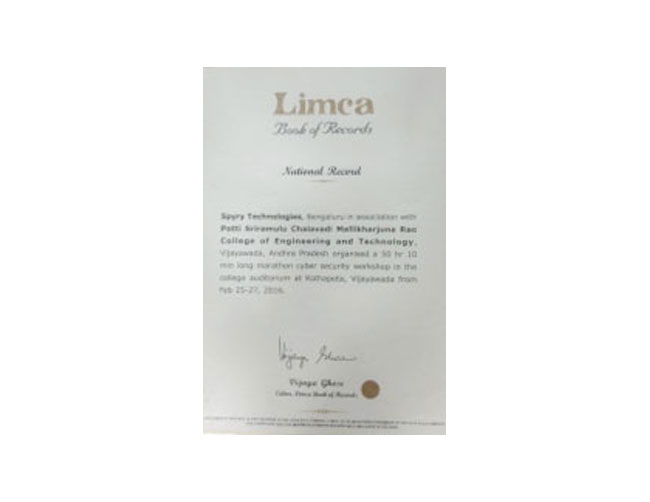 Limca
Book of Records
National Record
Spyry Technologies, Bengaluru in association with
Potti Sriramulu Chalavadi Mallikharjuna Rao
College of Engineering and Technology,
Vijayawada, Andhra Pradesh organised a 50 hr 10
min long marathon cyber security workshop in the
college auditorium at Kothapeta, Vijayawada from
Feb 25-27, 2016.
Vijaya Ghose
Vijaya Ghose
Editor, Limca Book of Records